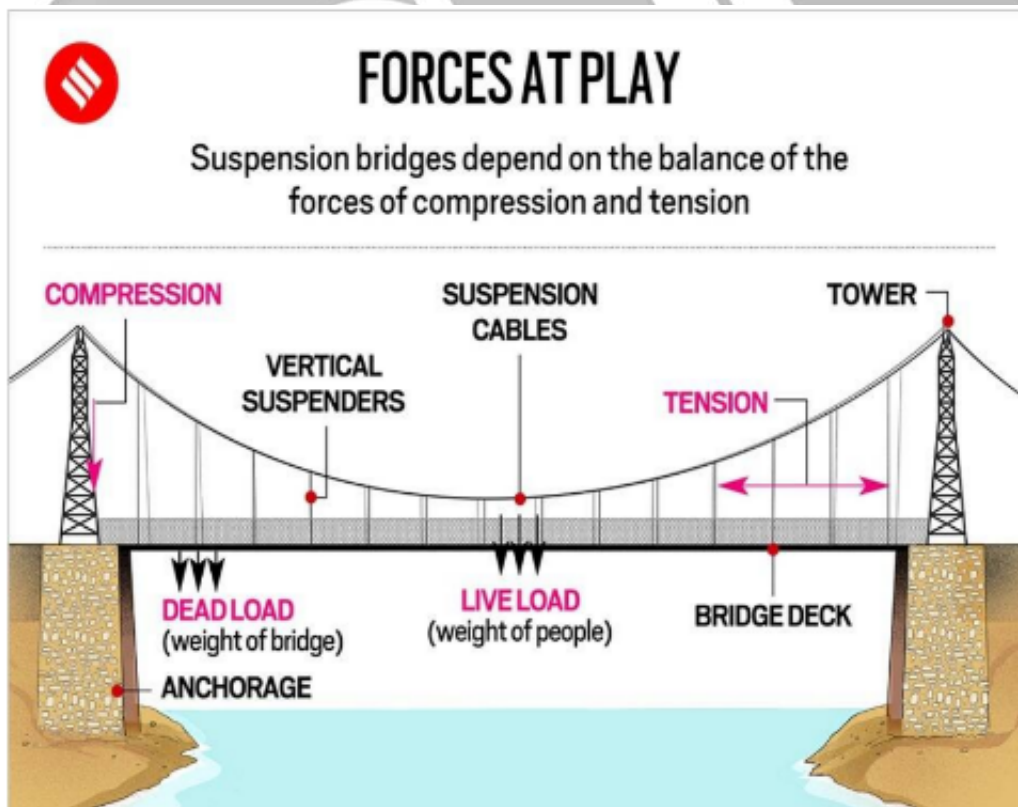 FORCES AT PLAY
Suspension bridges depend on the balance of the
forces of compression and tension
COMPRESSION
SUSPENSION
CABLES
TOWER
VERTICAL
SUSPENDERS
TENSION
DEAD LOAD
(weight of bridge)
LIVE LOAD
(weight of people)
BRIDGE DECK
ANCHORAGE